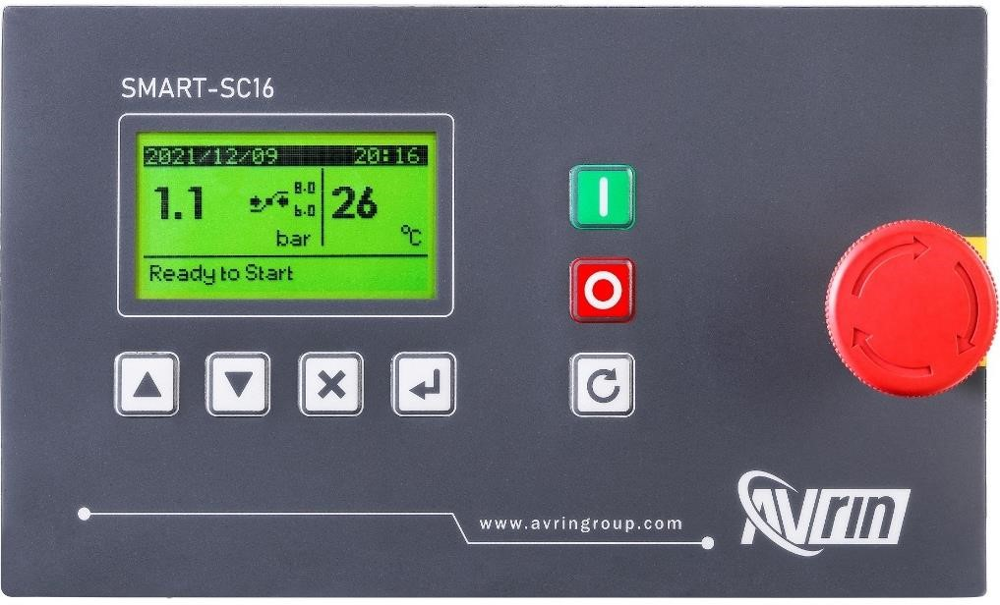 SMART-SC16
2021/12/09 20:16
1.1 8.0 26
6.0
bar °C
Ready to Start
www.avringroup.com
AVrin